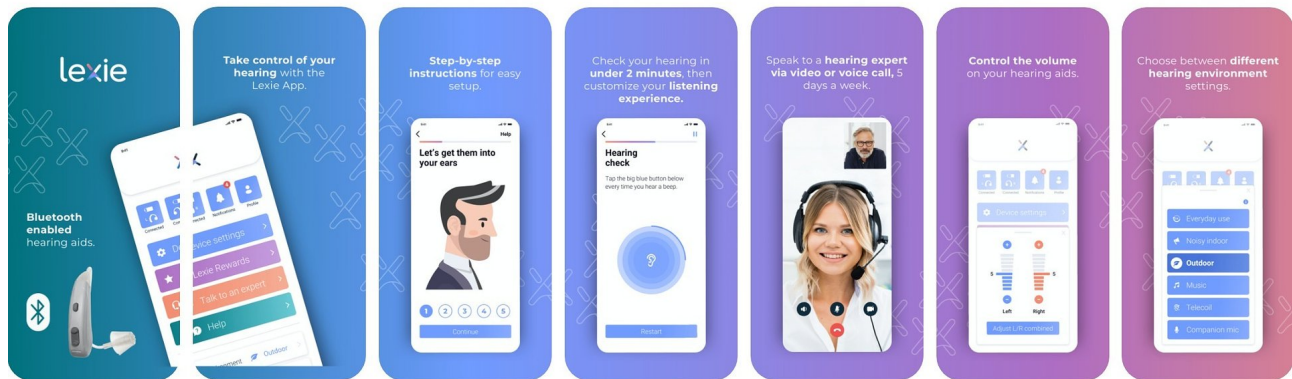 lexie
Bluetooth
enabled
hearing aids.
Take control of your
hearing with the
Lexie App.
Connected
Connected
Notifications
Profile
Device settings
Lexie Rewards
Talk to an expert
Help
Outdoor
Step-by-step
instructions for easy
setup.
Help
Let's get them into
your ears
1 2 3 4 5
Continue
Check your hearing in
under 2 minutes, then
customize your listening
experience.
Hearing
check
Tap the big blue button below
every time you hear a beep.
Restart
Speak to a hearing expert
via video or voice call, 5
days a week.
Control the volume
on your hearing aids.
Connected Connected Notifications Profile
Device settings
5 5
Left Right
Adjust L/R combined
Choose between different
hearing environment
settings.
Everyday use
Noisy indoor
Outdoor
Music
Telecoil
Companion mic